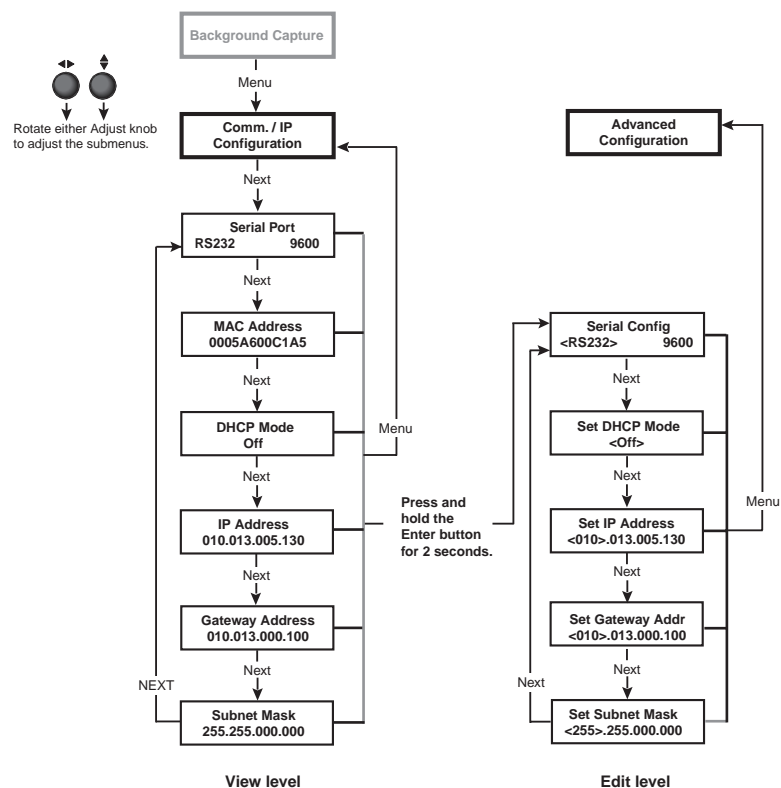 Background Capture
Menu
Rotate either Adjust knob
to adjust the submenus.
Comm. / IP
Configuration
Next
Serial Port
RS232 9600
Next
MAC Address
0005A600C1A5
Next
DHCP Mode
Off
Next
IP Address
010.013.005.130
Next
Gateway Address
010.013.000.100
Next
NEXT
Subnet Mask
255.255.000.000
View level
Menu
Press and
hold the
Enter button
for 2 seconds.
Advanced
Configuration
Serial Config
<RS232> 9600
Next
Set DHCP Mode
<Off>
Next
Set IP Address
<010>.013.005.130
Next
Set Gateway Addr
<010>.013.000.100
Next
Next
Set Subnet Mask
<255>.255.000.000
Menu
Edit level